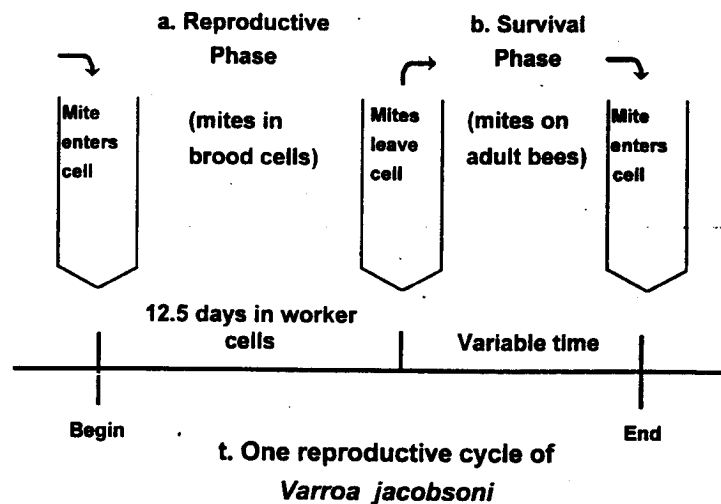 a. Reproductive
Phase
b. Survival
Phase
Mite
enters
cell
(mites in
brood cells)
Mites
leave
cell
(mites on
adult bees)
Mite
enters
cell
12.5 days in worker
cells
Variable time
Begin
End
t. One reproductive cycle of
Varroa jacobsoni